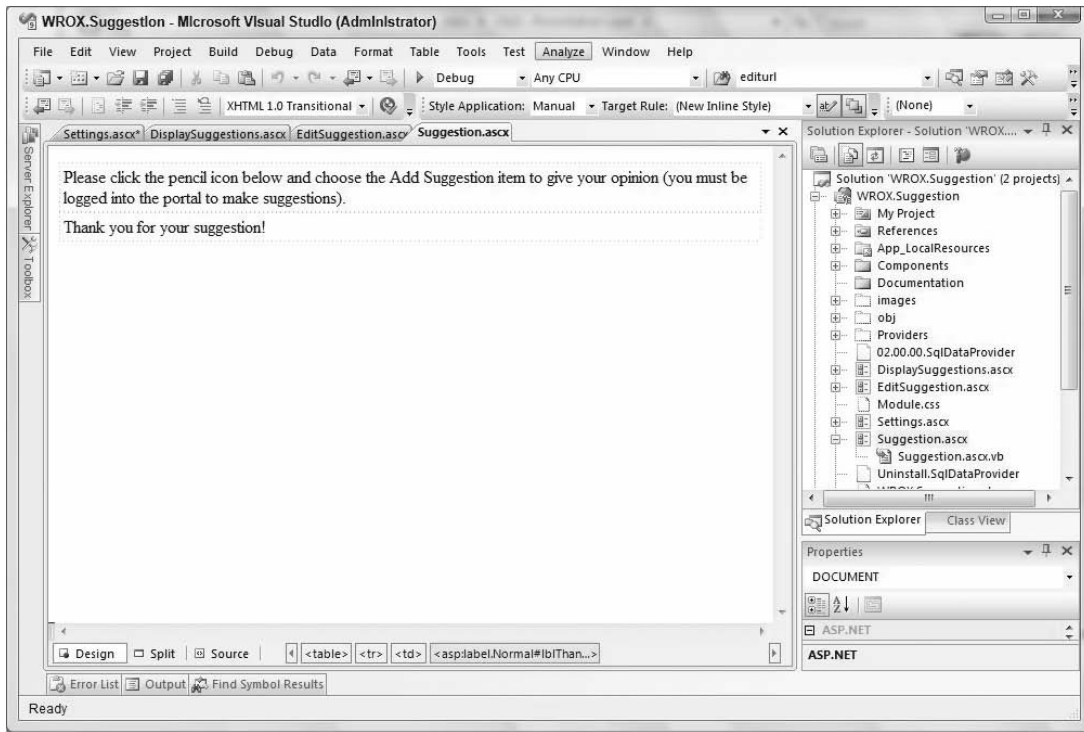 WROX.Suggestion - Microsoft Visual Studio (Administrator)
File Edit View Project Build Debug Data Format Table Tools Test Analyze Window Help
Debug Any CPU editurl
XHTML 1.0 Transitional Style Application: Manual Target Rule: (New Inline Style) (None)
Server Explorer
Toolbox
Settings.ascx* DisplaySuggestions.ascx EditSuggestion.ascx Suggestion.ascx
Please click the pencil icon below and choose the Add Suggestion item to give your opinion (you must be
logged into the portal to make suggestions).
Thank you for your suggestion!
Design Split Source <table> <tr> <td> <asp:label.Normal#lblThan...>
Solution Explorer - Solution 'WROX....
Solution 'WROX.Suggestion' (2 projects)
WROX.Suggestion
My Project
References
App_LocalResources
Components
Documentation
images
obj
Providers
02.00.00.SqlDataProvider
DisplaySuggestions.ascx
EditSuggestion.ascx
Module.css
Settings.ascx
Suggestion.ascx
Suggestion.ascx.vb
Uninstall.SqlDataProvider
Solution Explorer Class View
Properties
DOCUMENT
ASP.NET
ASP.NET
Error List Output Find Symbol Results
Ready